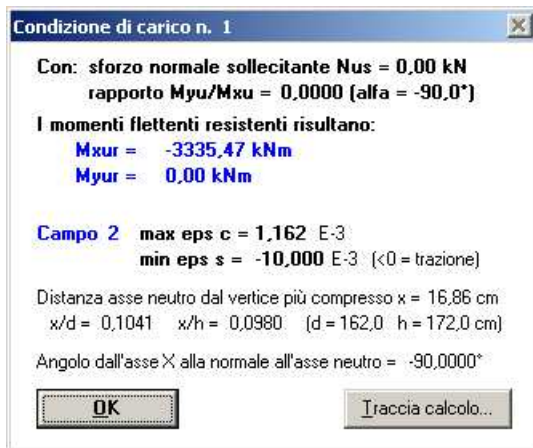 Condizione di carico n. 1
Con: sforzo normale sollecitante Nus = 0,00 kN
rapporto Myu/Mxu = 0,0000 (alfa = -90,0°)
I momenti flettenti resistenti risultano:
Mxur = -3335,47 kNm
Myur = 0,00 kNm
Campo 2 max eps c = 1,162 E-3
min eps s = -10,000 E-3 (<0 = trazione)
Distanza asse neutro dal vertice più compresso x = 16,86 cm
x/d = 0,1041 x/h = 0,0980 (d = 162,0 h = 172,0 cm)
Angolo dall'asse X alla normale all'asse neutro = -90,0000°
OK
Traccia calcolo...